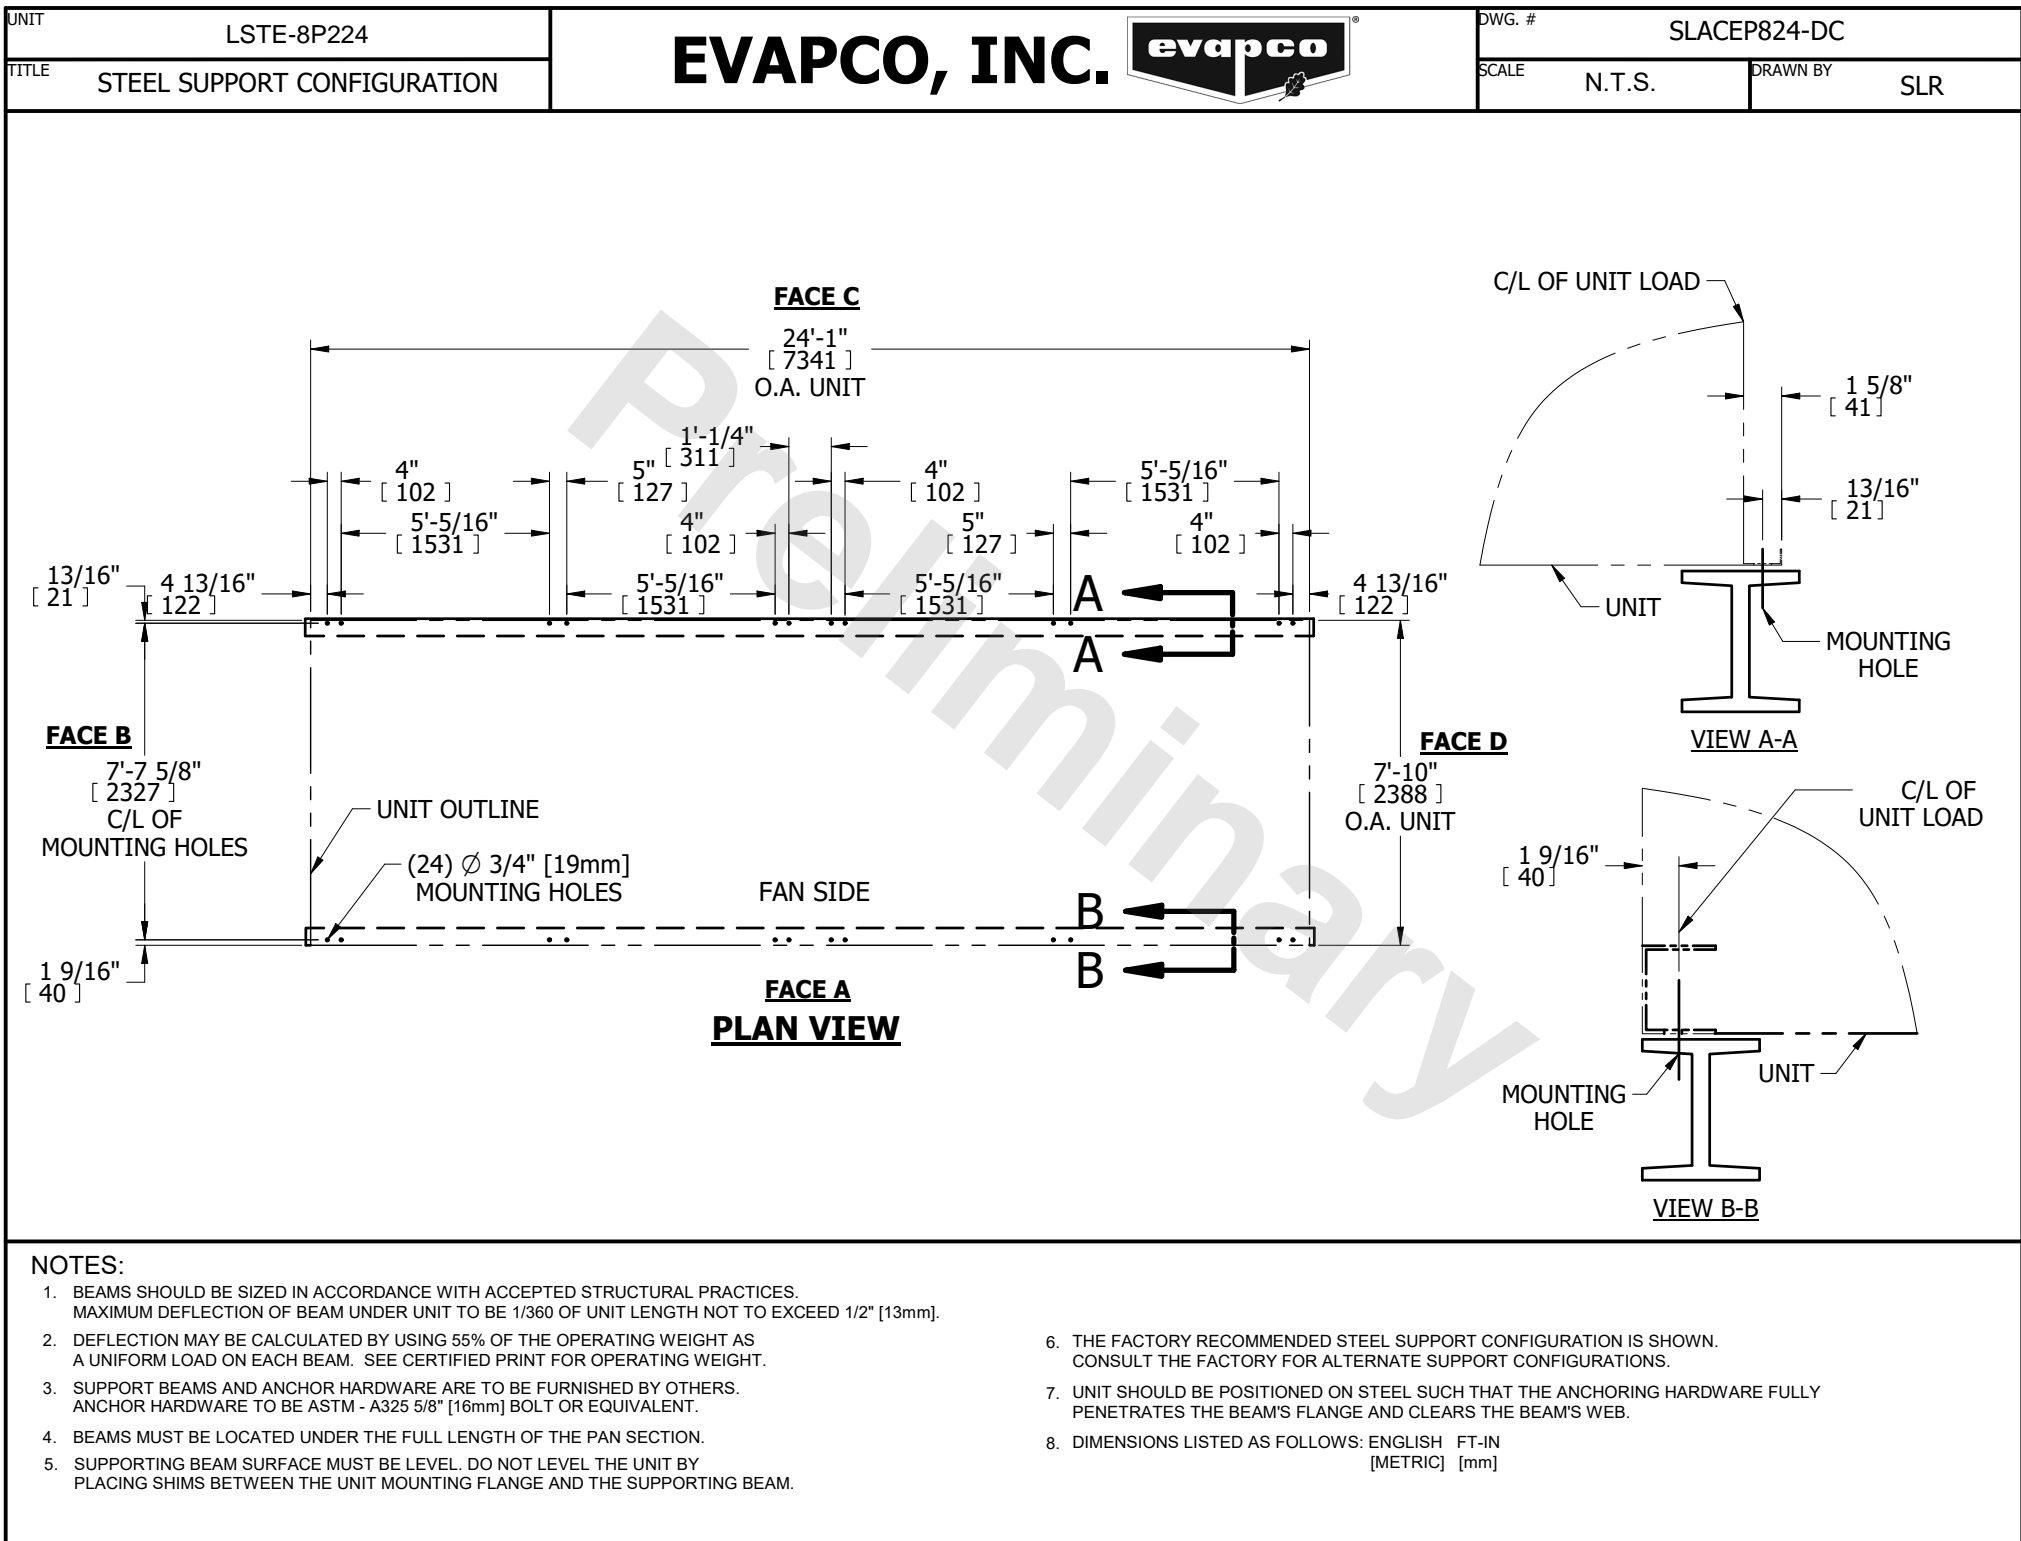 UNIT
LSTE-8P224
TITLE
STEEL SUPPORT CONFIGURATION
EVAPCO, INC.
evapco
®
DWG. #
SLACEP824-DC
SCALE
N.T.S.
DRAWN BY
SLR
Preliminary
FACE C
24'-1"
[ 7341 ]
O.A. UNIT
1'-1/4"
[ 311 ]
4"
[ 102 ]
5"
[ 127 ]
4"
[ 102 ]
5'-5/16"
[ 1531 ]
5'-5/16"
[ 1531 ]
4"
[ 102 ]
5"
[ 127 ]
4"
[ 102 ]
13/16"
[ 21 ]
4 13/16"
[ 122 ]
5'-5/16"
[ 1531 ]
5'-5/16"
[ 1531 ]
4 13/16"
[ 122 ]
A
A
FACE B
7'-7 5/8"
[ 2327 ]
C/L OF
MOUNTING HOLES
FACE D
7'-10"
[ 2388 ]
O.A. UNIT
UNIT OUTLINE
(24) Ø 3/4" [19mm]
MOUNTING HOLES
FAN SIDE
B
B
1 9/16"
[ 40 ]
FACE A
PLAN VIEW
C/L OF UNIT LOAD
1 5/8"
[ 41 ]
13/16"
[ 21 ]
UNIT
MOUNTING
HOLE
VIEW A-A
C/L OF
UNIT LOAD
1 9/16"
[ 40 ]
UNIT
MOUNTING
HOLE
VIEW B-B
NOTES:
1. BEAMS SHOULD BE SIZED IN ACCORDANCE WITH ACCEPTED STRUCTURAL PRACTICES.
MAXIMUM DEFLECTION OF BEAM UNDER UNIT TO BE 1/360 OF UNIT LENGTH NOT TO EXCEED 1/2" [13mm].
2. DEFLECTION MAY BE CALCULATED BY USING 55% OF THE OPERATING WEIGHT AS
A UNIFORM LOAD ON EACH BEAM. SEE CERTIFIED PRINT FOR OPERATING WEIGHT.
3. SUPPORT BEAMS AND ANCHOR HARDWARE ARE TO BE FURNISHED BY OTHERS.
ANCHOR HARDWARE TO BE ASTM - A325 5/8" [16mm] BOLT OR EQUIVALENT.
4. BEAMS MUST BE LOCATED UNDER THE FULL LENGTH OF THE PAN SECTION.
5. SUPPORTING BEAM SURFACE MUST BE LEVEL. DO NOT LEVEL THE UNIT BY
PLACING SHIMS BETWEEN THE UNIT MOUNTING FLANGE AND THE SUPPORTING BEAM.
6. THE FACTORY RECOMMENDED STEEL SUPPORT CONFIGURATION IS SHOWN.
CONSULT THE FACTORY FOR ALTERNATE SUPPORT CONFIGURATIONS.
7. UNIT SHOULD BE POSITIONED ON STEEL SUCH THAT THE ANCHORING HARDWARE FULLY
PENETRATES THE BEAM'S FLANGE AND CLEARS THE BEAM'S WEB.
8. DIMENSIONS LISTED AS FOLLOWS: ENGLISH FT-IN
[METRIC] [mm]